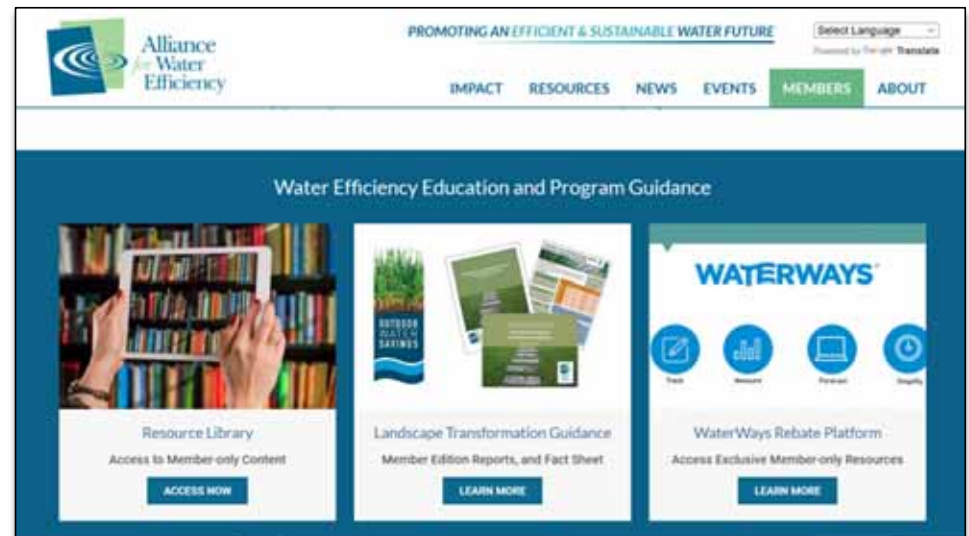 Alliance
for Water
Efficiency
PROMOTING AN EFFICIENT & SUSTAINABLE WATER FUTURE
Select Language
Powered by Google Translate
IMPACT RESOURCES NEWS EVENTS MEMBERS ABOUT
Water Efficiency Education and Program Guidance
OUTDOOR
WATER
SAVINGS
WATERWAYS
Track Measure Forecast Simplify
Resource Library
Access to Member-only Content
ACCESS NOW
Landscape Transformation Guidance
Member Edition Reports, and Fact Sheet
LEARN MORE
WaterWays Rebate Platform
Access Exclusive Member-only Resources
LEARN MORE